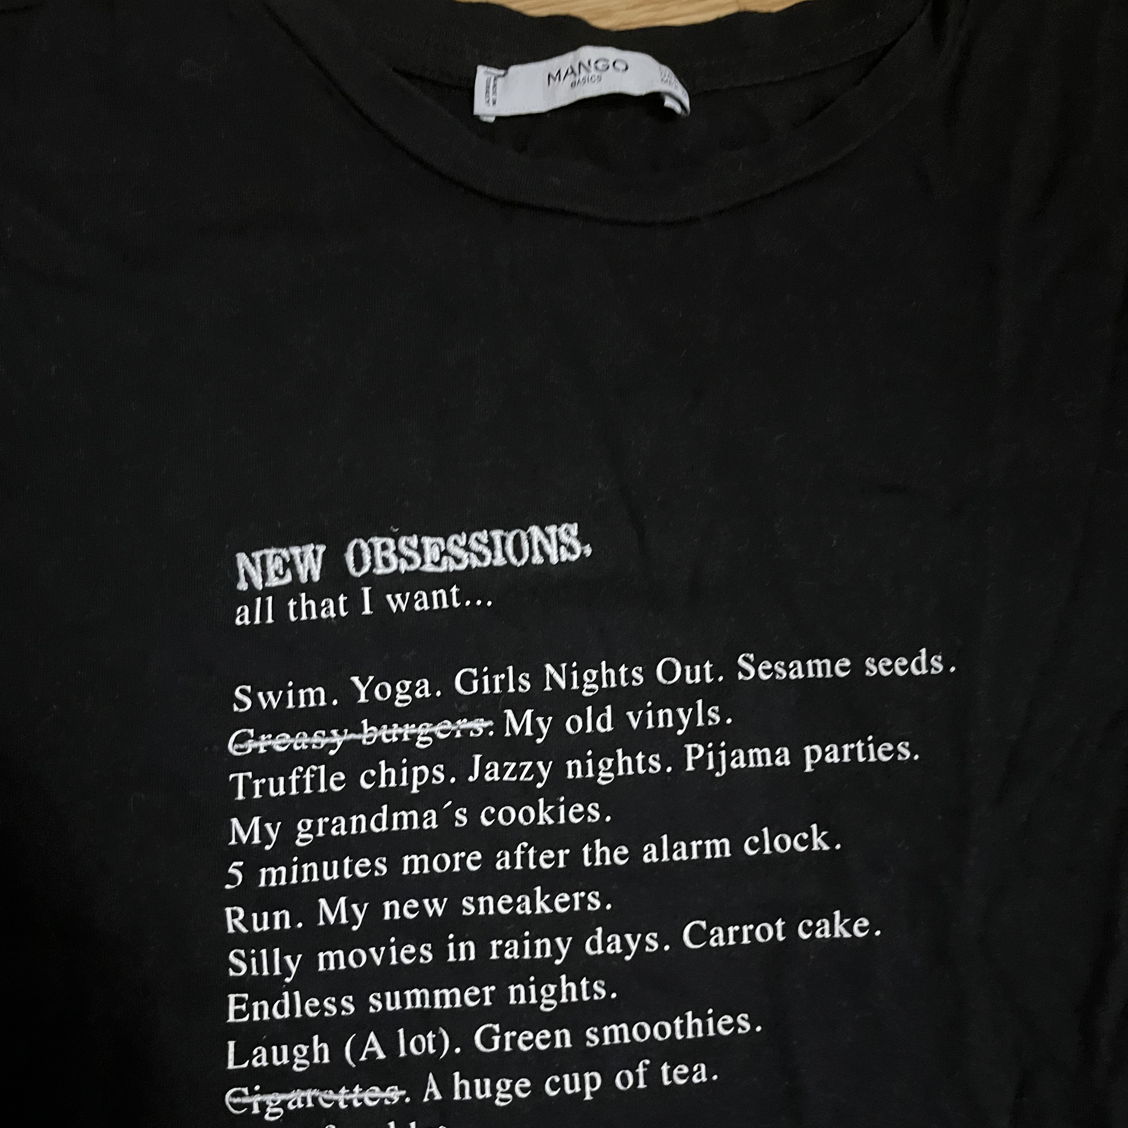 MANGO
BASICS
NEW OBSESSIONS.
all that I want...
Swim. Yoga. Girls Nights Out. Sesame seeds.
Greasy burgers. My old vinyls.
Truffle chips. Jazzy nights. Pijama parties.
My grandma´s cookies.
5 minutes more after the alarm clock.
Run. My new sneakers.
Silly movies in rainy days. Carrot cake.
Endless summer nights.
Laugh (A lot). Green smoothies.
Cigarettes. A huge cup of tea.